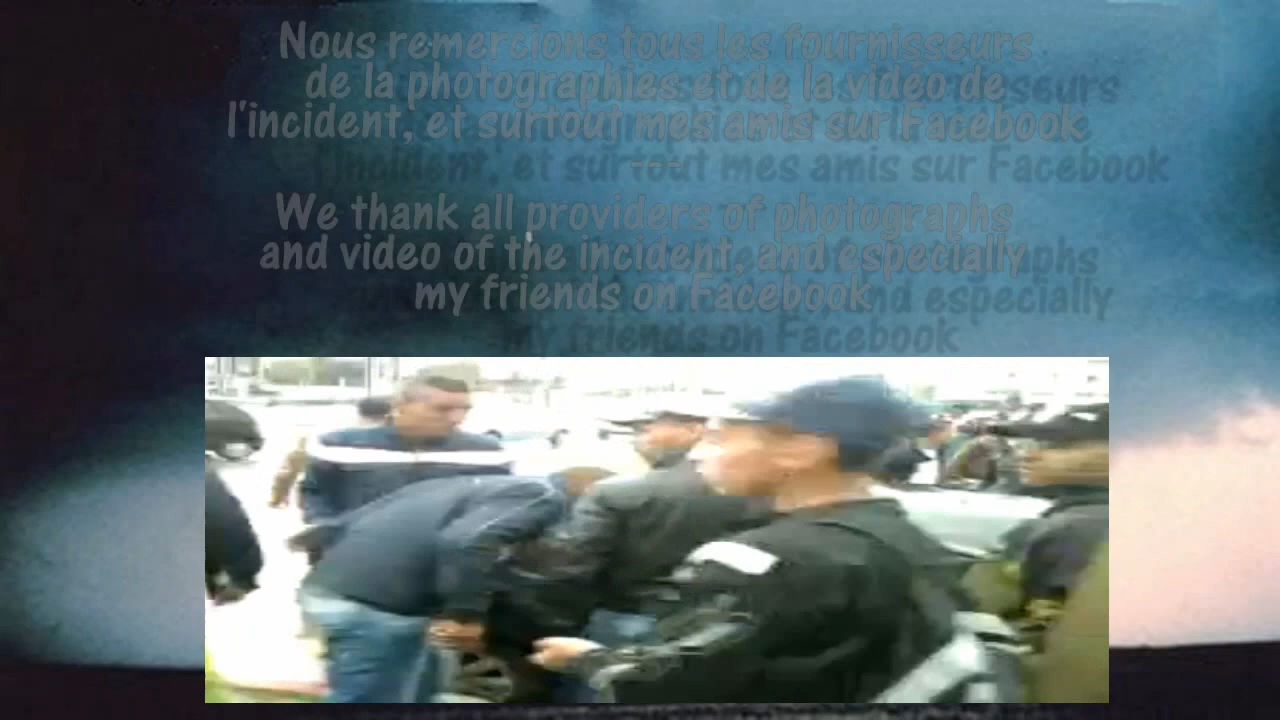 Nous remercions tous les fournisseurs
de la photographies et de la vidéo de
l'incident, et surtout mes amis sur Facebook
---
We thank all providers of photographs
and video of the incident, and especially
my friends on Facebook